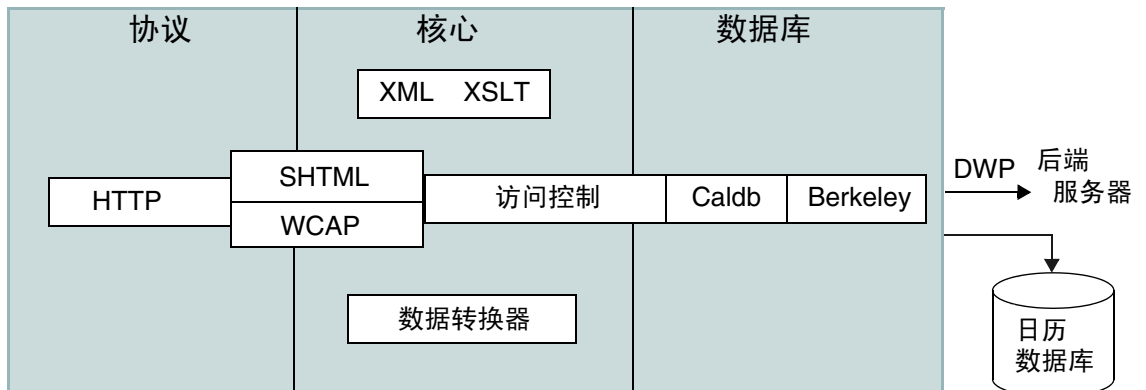 协议
核心
数据库
XML XSLT
SHTML
HTTP
WCAP
访问控制
Caldb
Berkeley
DWP
后端
服务器
数据转换器
日历
数据库